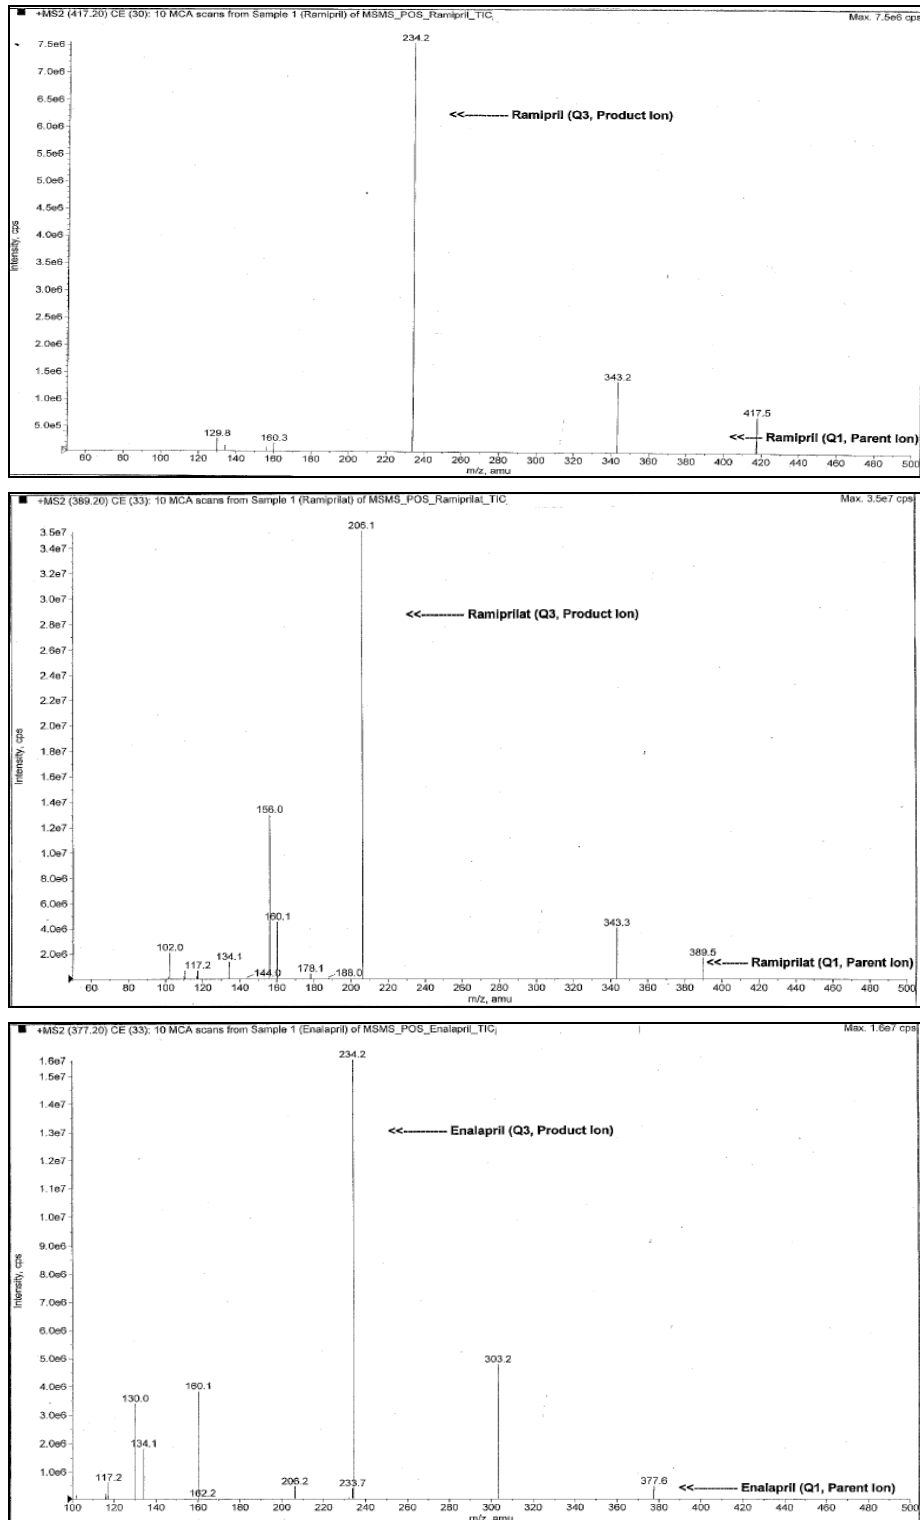 +MS2 (417.20) CE (30): 10 MCA scans from Sample 1 (Ramipril) of MSMS_POS_Ramipril_TIC
Max. 7.5e6 cps
234.2
7.5e6
7.0e6
6.5e6
<<---------- Ramipril (Q3, Product Ion)
6.0e6
5.5e6
5.0e6
4.5e6
4.0e6
3.5e6
3.0e6
2.5e6
2.0e6
1.5e6
343.2
1.0e6
417.5
5.0e5
129.8
160.3
<<---- Ramipril (Q1, Parent Ion)
Intensity, cps
60 80 100 120 140 160 180 200 220 240 260 280 300 320 340 360 380 400 420 440 460 480 500
m/z, amu
+MS2 (389.20) CE (33): 10 MCA scans from Sample 1 (Ramiprilat) of MSMS_POS_Ramiprilat_TIC
Max. 3.5e7 cps
206.1
3.5e7
3.4e7
3.2e7
3.0e7
<<---------- Ramiprilat (Q3, Product Ion)
2.8e7
2.6e7
2.4e7
2.2e7
2.0e7
1.8e7
1.6e7
1.4e7
156.0
1.2e7
1.0e7
8.0e6
6.0e6
160.1
4.0e6
343.3
102.0
2.0e6
134.1
117.2
144.0
178.1
188.0
389.5
<<------ Ramiprilat (Q1, Parent Ion)
Intensity, cps
60 80 100 120 140 160 180 200 220 240 260 280 300 320 340 360 380 400 420 440 460 480 500
m/z, amu
+MS2 (377.20) CE (33): 10 MCA scans from Sample 1 (Enalapril) of MSMS_POS_Enalapril_TIC
Max. 1.6e7 cps
234.2
1.6e7
1.5e7
1.4e7
<<---------- Enalapril (Q3, Product Ion)
1.3e7
1.2e7
1.1e7
1.0e7
9.0e6
8.0e6
7.0e6
6.0e6
5.0e6
303.2
4.0e6
160.1
130.0
3.0e6
2.0e6
134.1
1.0e6
117.2
162.2
206.2
233.7
377.6
<<---------- Enalapril (Q1, Parent Ion)
Intensity, cps
100 120 140 160 180 200 220 240 260 280 300 320 340 360 380 400 420 440 460 480 500
m/z, amu